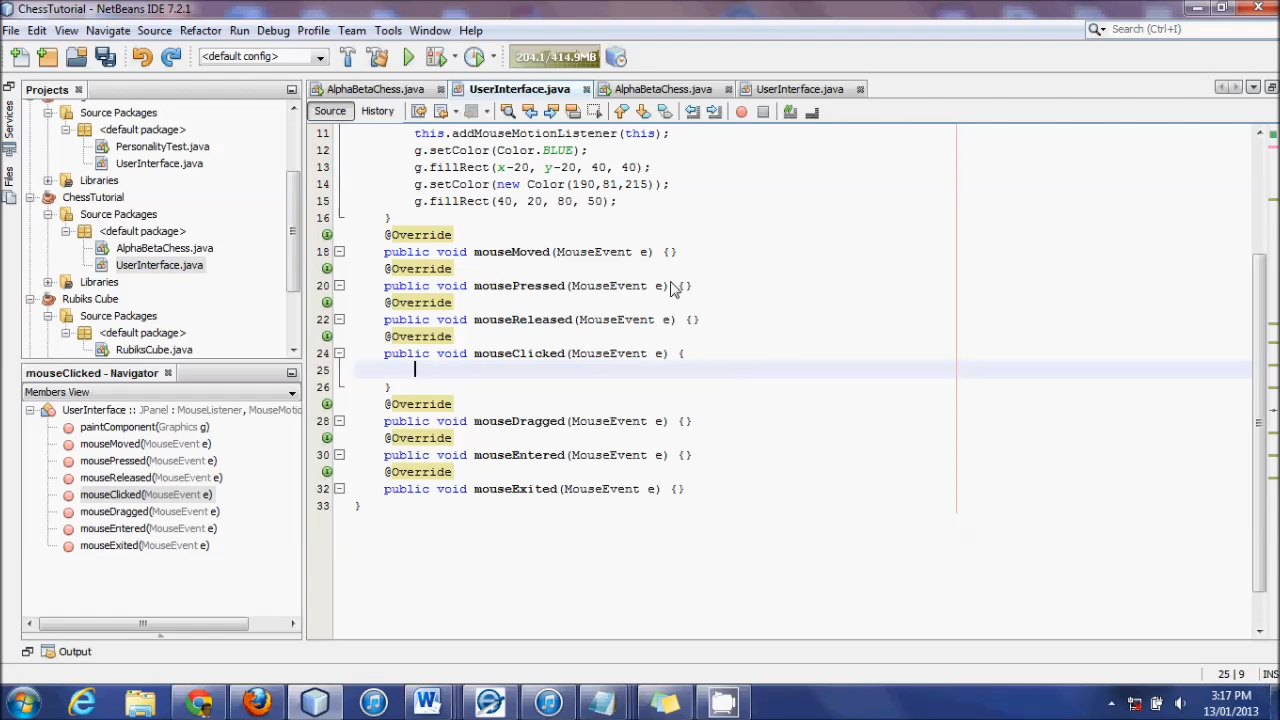 ChessTutorial - NetBeans IDE 7.2.1
File Edit View Navigate Source Refactor Run Debug Profile Team Tools Window Help
Search (Ctrl+I)
<default config>
204.1/414.9MB
Projects
AlphaBetaChess.java UserInterface.java AlphaBetaChess.java UserInterface.java
Source History
Services
Files
Source Packages
<default package>
PersonalityTest.java
UserInterface.java
Libraries
ChessTutorial
Source Packages
<default package>
AlphaBetaChess.java
UserInterface.java
Libraries
Rubiks Cube
Source Packages
<default package>
RubiksCube.java
mouseClicked - Navigator
Members View
UserInterface :: JPanel : MouseListener, MouseMotio
paintComponent(Graphics g)
mouseMoved(MouseEvent e)
mousePressed(MouseEvent e)
mouseReleased(MouseEvent e)
mouseClicked(MouseEvent e)
mouseDragged(MouseEvent e)
mouseEntered(MouseEvent e)
mouseExited(MouseEvent e)
11 this.addMouseMotionListener(this);
12 g.setColor(Color.BLUE);
13 g.fillRect(x-20, y-20, 40, 40);
14 g.setColor(new Color(190,81,215));
15 g.fillRect(40, 20, 80, 50);
16 }
@Override
18 public void mouseMoved(MouseEvent e) {}
@Override
20 public void mousePressed(MouseEvent e) {}
@Override
22 public void mouseReleased(MouseEvent e) {}
@Override
24 public void mouseClicked(MouseEvent e) {
25
26 }
@Override
28 public void mouseDragged(MouseEvent e) {}
@Override
30 public void mouseEntered(MouseEvent e) {}
@Override
32 public void mouseExited(MouseEvent e) {}
33 }
Output
25 | 9 INS
3:17 PM
13/01/2013